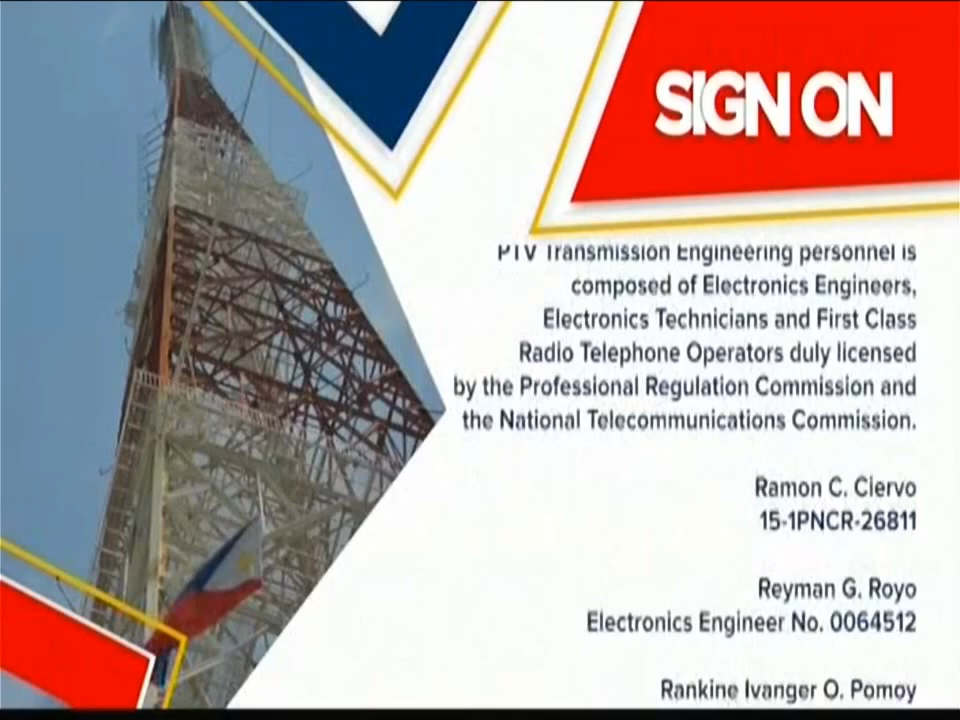 SIGN ON
PTV Transmission Engineering personnel is
composed of Electronics Engineers,
Electronics Technicians and First Class
Radio Telephone Operators duly licensed
by the Professional Regulation Commission and
the National Telecommunications Commission.
Ramon C. Ciervo
15-1PNCR-26811
Reyman G. Royo
Electronics Engineer No. 0064512
Rankine Ivanger O. Pomoy